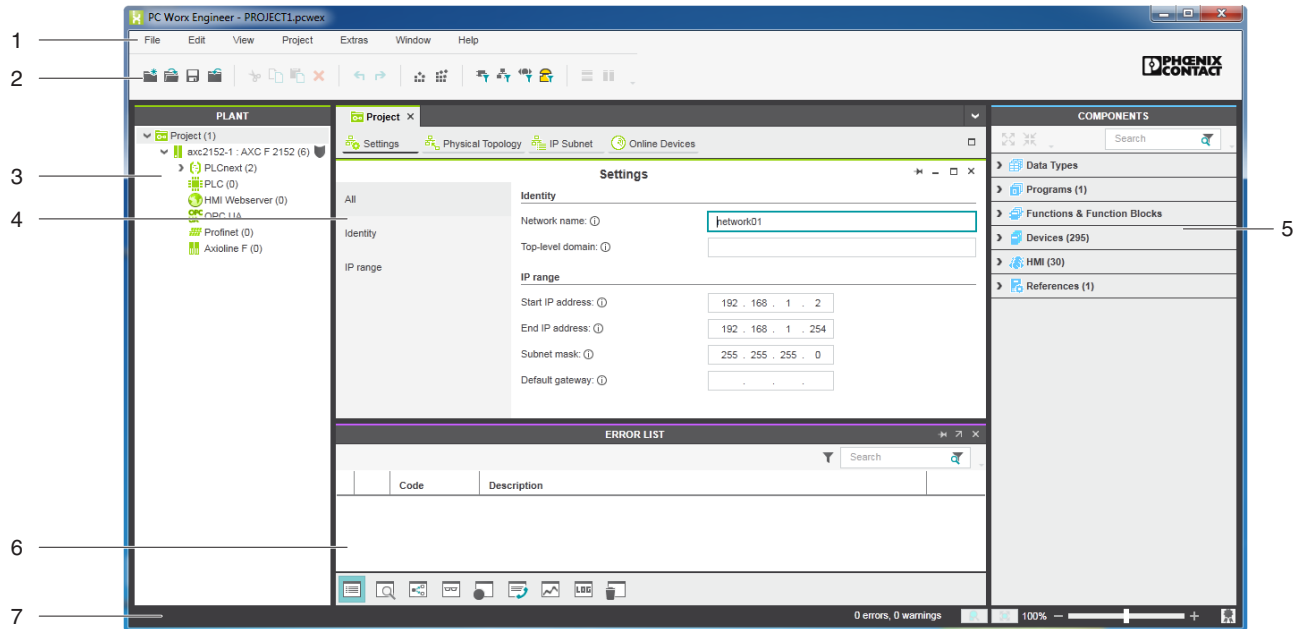 PC Worx Engineer - PROJECT1.pcwex
1
File Edit View Project Extras Window Help
2
PHŒNIX
CONTACT
PLANT
Project (1)
axc2152-1 : AXC F 2152 (6)
PLCnext (2)
PLC (0)
HMI Webserver (0)
OPC OPC UA
Profinet (0)
Axioline F (0)
3
Project
Settings Physical Topology IP Subnet Online Devices
Settings
4
All
Identity
IP range
Identity
Network name: network01
Top-level domain:
IP range
Start IP address: 192 . 168 . 1 . 2
End IP address: 192 . 168 . 1 . 254
Subnet mask: 255 . 255 . 255 . 0
Default gateway: . . .
COMPONENTS
Search
Data Types
Programs (1)
Functions & Function Blocks
Devices (295)
HMI (30)
References (1)
5
ERROR LIST
Search
Code Description
6
LOG
7
0 errors, 0 warnings 100%